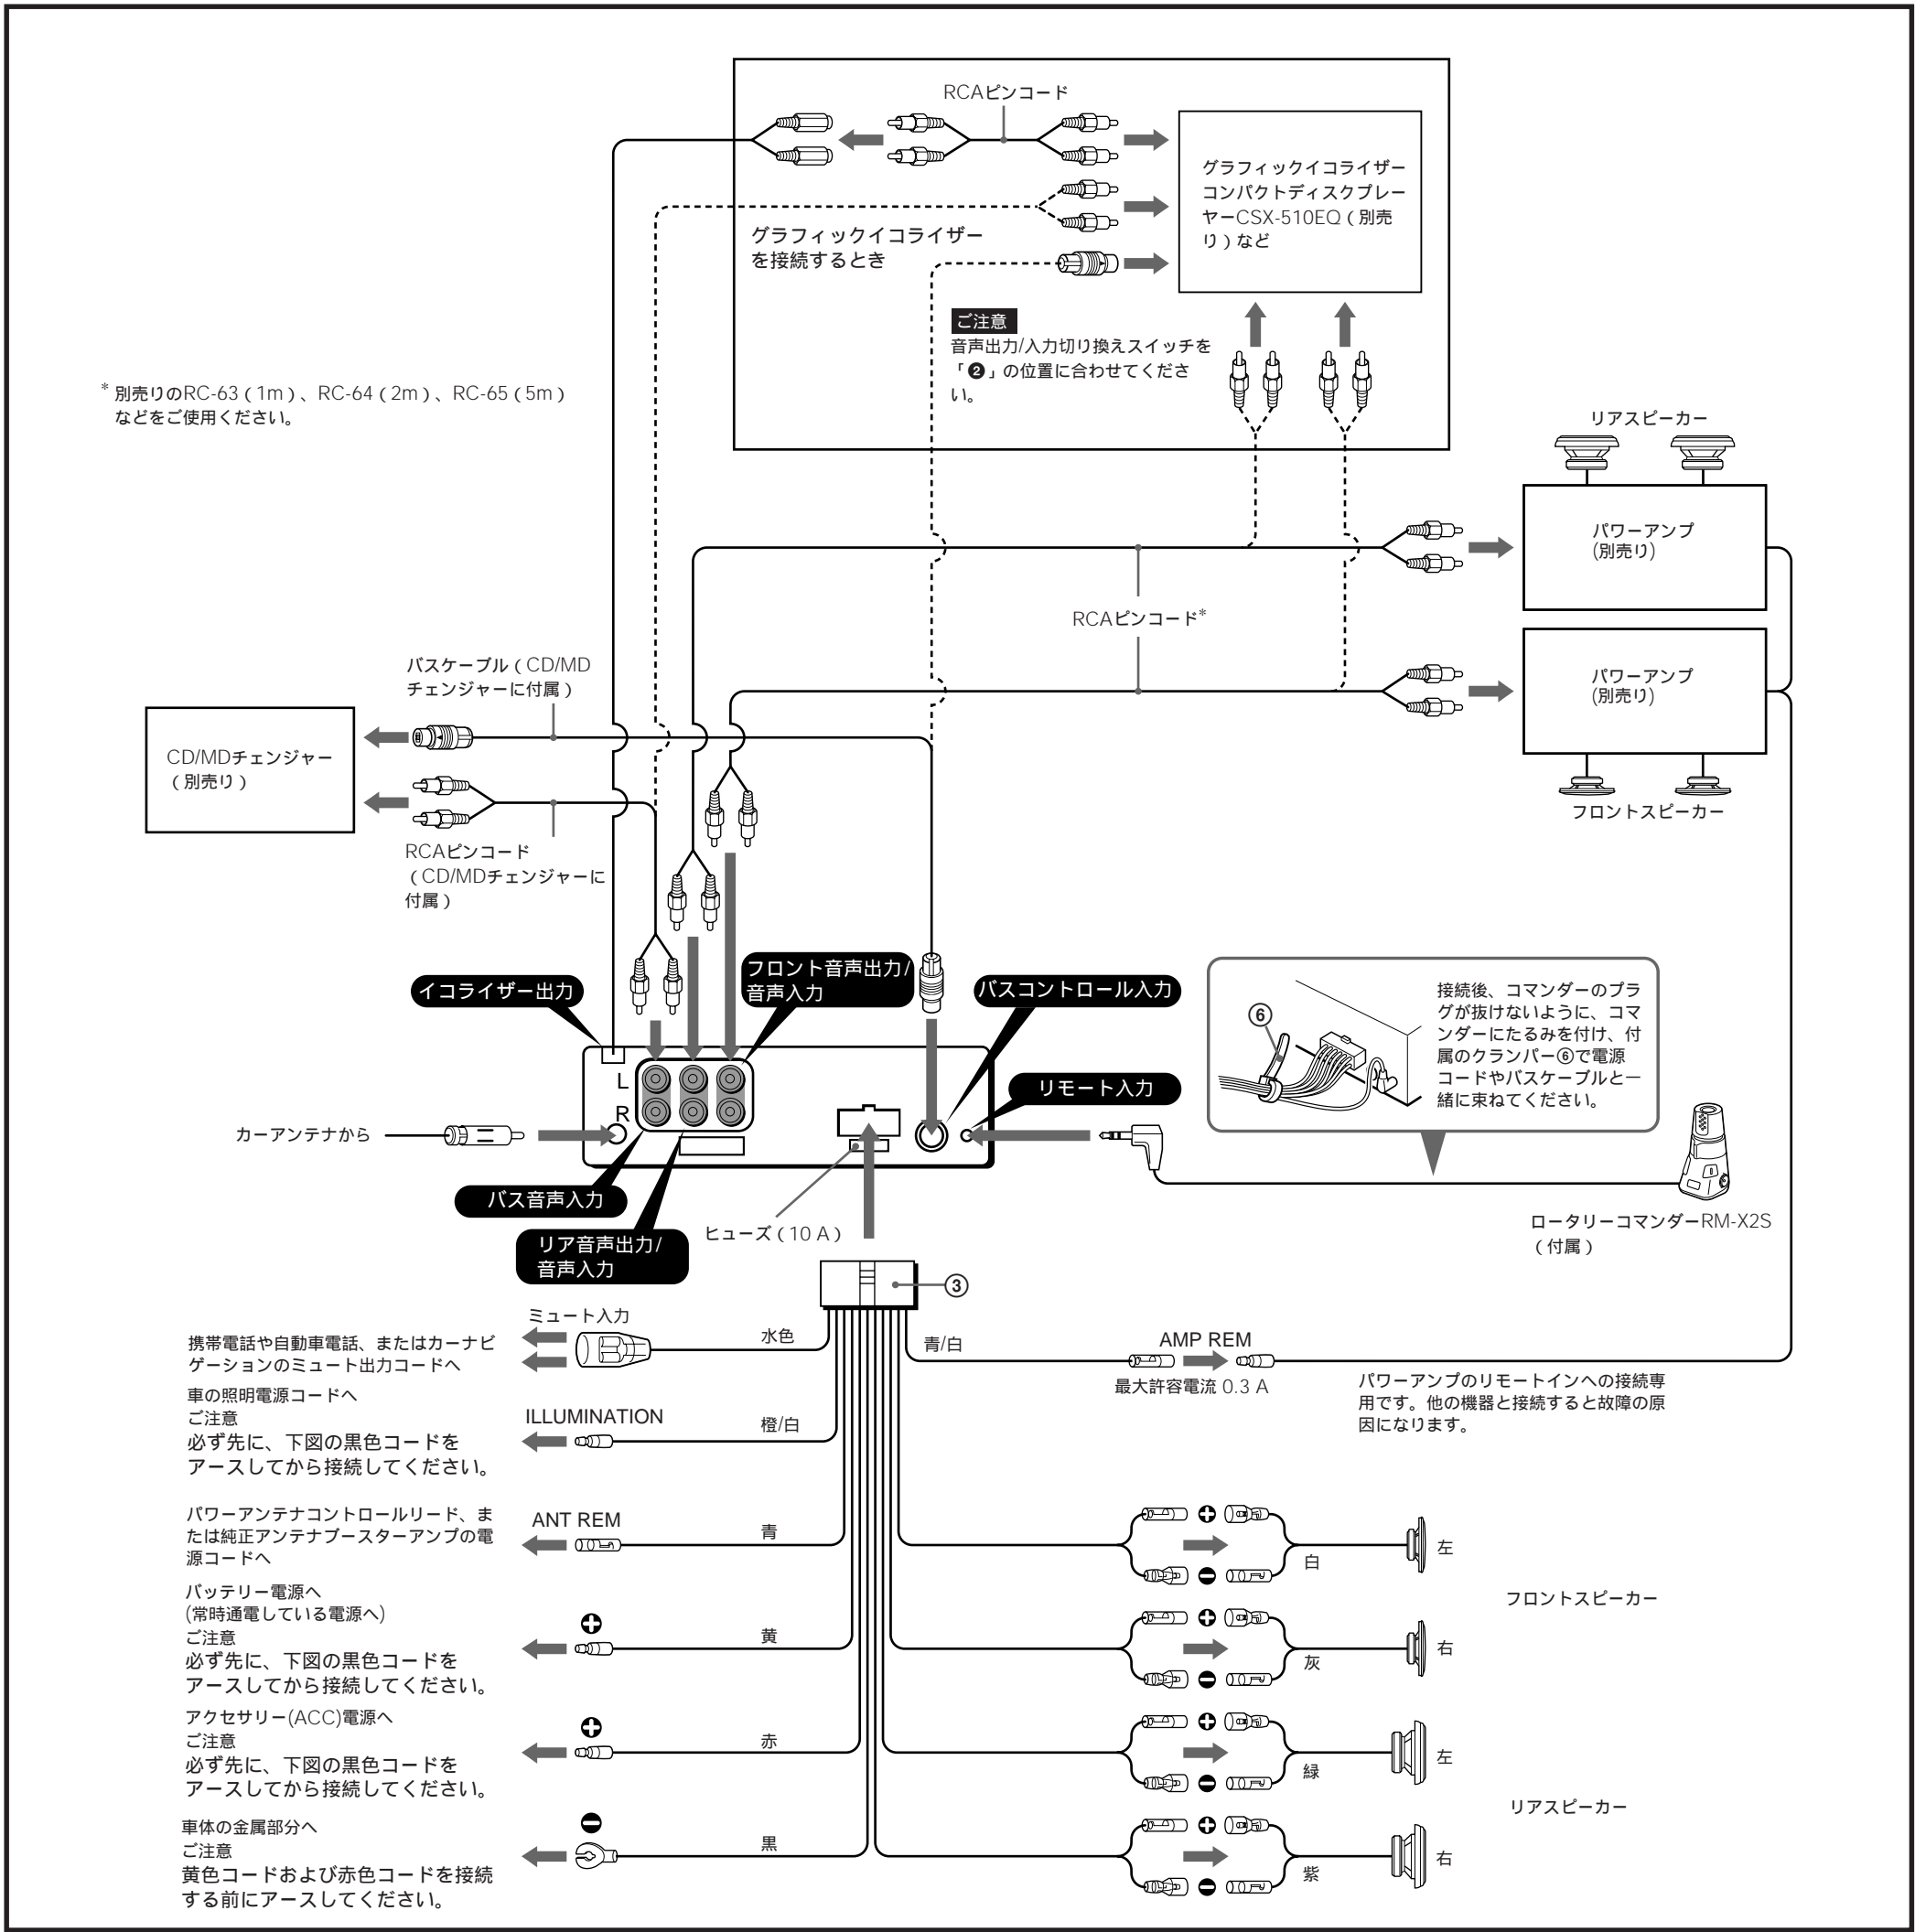 RCAピンコード
グラフィックイコライザー
コンパクトディスクプレー
ヤーCSX-510EQ（別売
り）など
グラフィックイコライザー
を接続するとき
ご注意
音声出力/入力切り換えスイッチを
「❷」の位置に合わせてくださ
い。
* 別売りのRC-63（1m）、RC-64（2m）、RC-65（5m）
などをご使用ください。
リアスピーカー
パワーアンプ
(別売り)
RCAピンコード*
パワーアンプ
(別売り)
フロントスピーカー
バスケーブル（CD/MD
チェンジャーに付属）
CD/MDチェンジャー
（別売り）
RCAピンコード
（CD/MDチェンジャーに
付属）
イコライザー出力
フロント音声出力/
音声入力
バスコントロール入力
⑥
接続後、コマンダーのプラ
グが抜けないように、コマ
ンダーにたるみを付け、付
属のクランパー⑥で電源
コードやバスケーブルと一
緒に束ねてください。
L
R
リモート入力
カーアンテナから
バス音声入力
リア音声出力/
音声入力
ヒューズ（10 A）
ロータリーコマンダーRM-X2S
（付属）
③
ミュート入力
水色
携帯電話や自動車電話、またはカーナビ
ゲーションのミュート出力コードへ
青/白
AMP REM
最大許容電流 0.3 A
パワーアンプのリモートインへの接続専
用です。他の機器と接続すると故障の原
因になります。
車の照明電源コードへ
ご注意
必ず先に、下図の黒色コードを
アースしてから接続してください。
ILLUMINATION
橙/白
パワーアンテナコントロールリード、ま
たは純正アンテナブースターアンプの電
源コードへ
ANT REM
青
白
左
フロントスピーカー
バッテリー電源へ
(常時通電している電源へ)
ご注意
必ず先に、下図の黒色コードを
アースしてから接続してください。
黄
灰
右
アクセサリー(ACC)電源へ
ご注意
必ず先に、下図の黒色コードを
アースしてから接続してください。
赤
緑
左
リアスピーカー
車体の金属部分へ
ご注意
黄色コードおよび赤色コードを接続
する前にアースしてください。
黒
紫
右